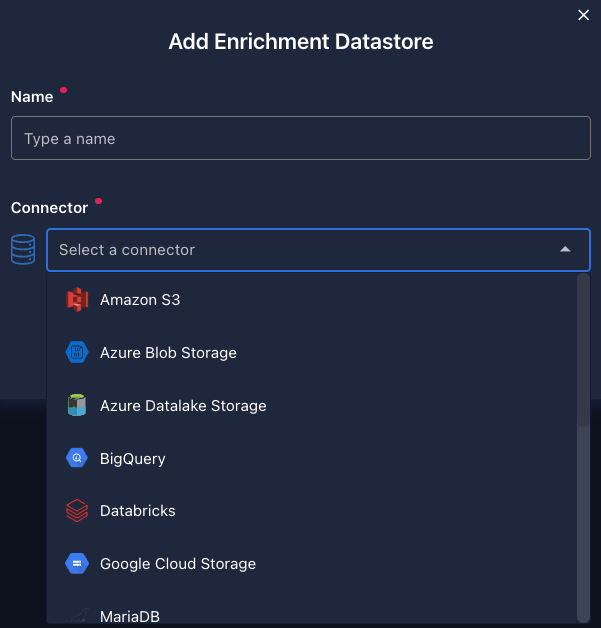 Add Enrichment Datastore
Name
Type a name
Connector
Select a connector
Amazon S3
Azure Blob Storage
Azure Datalake Storage
BigQuery
Databricks
Google Cloud Storage
MariaDB